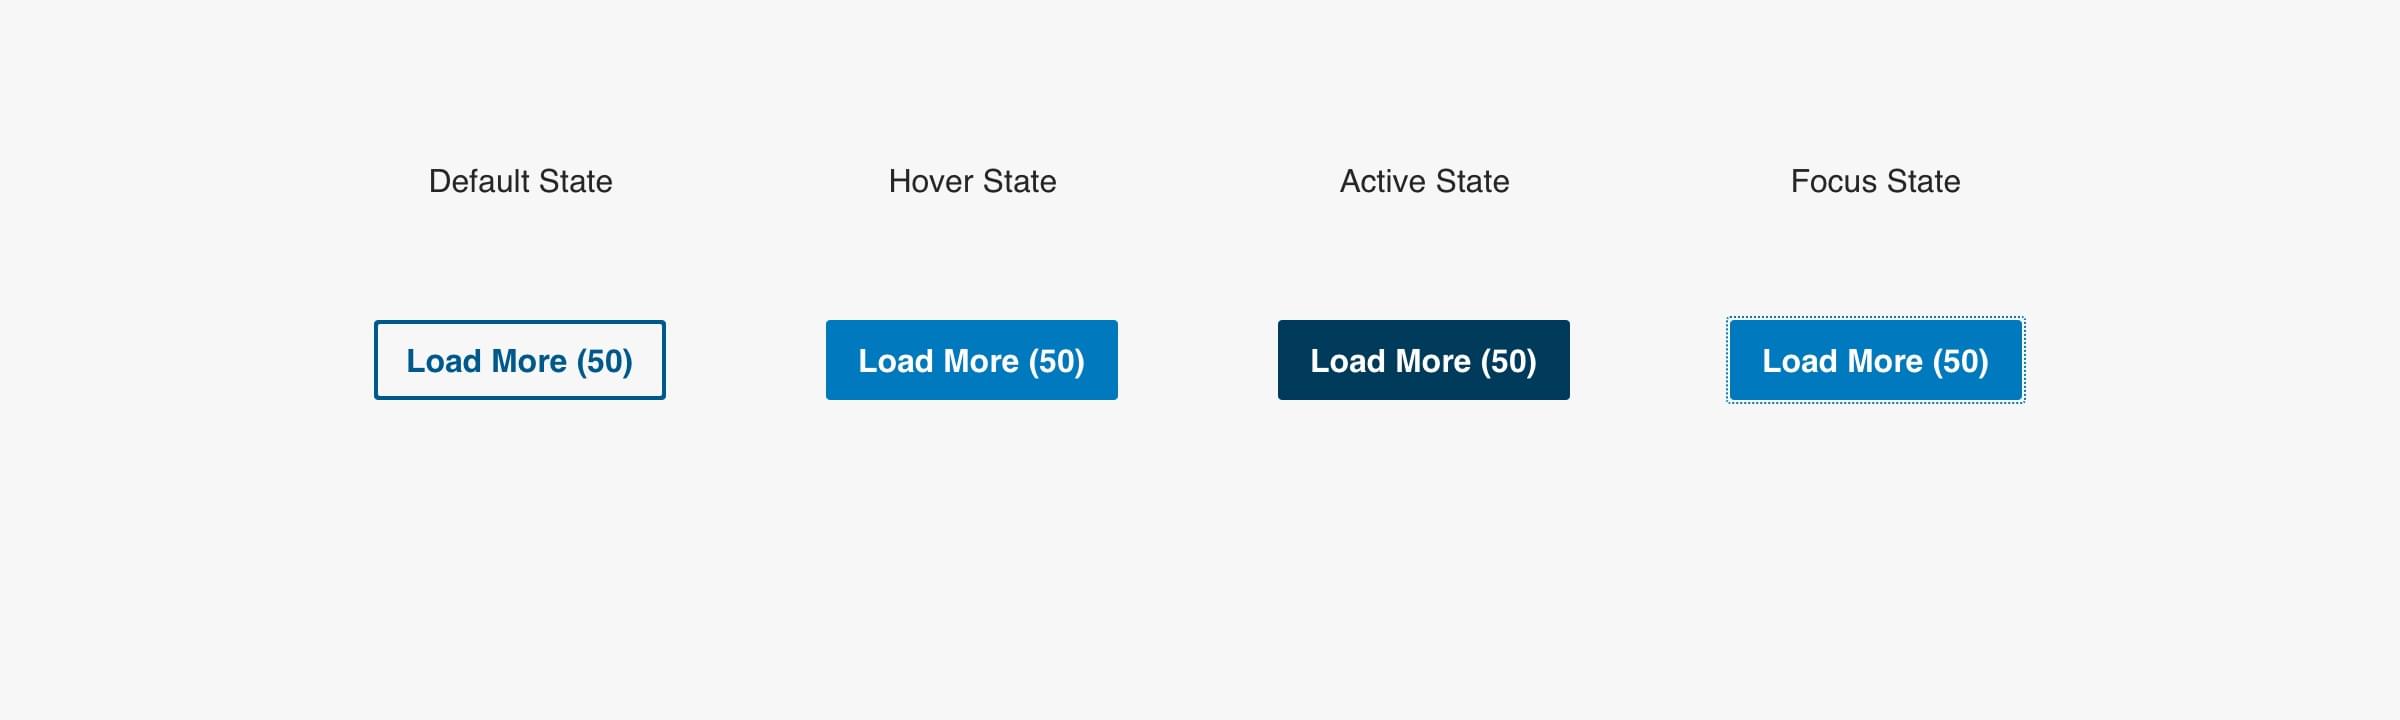 Default State
Hover State
Active State
Focus State
Load More (50)
Load More (50)
Load More (50)
Load More (50)